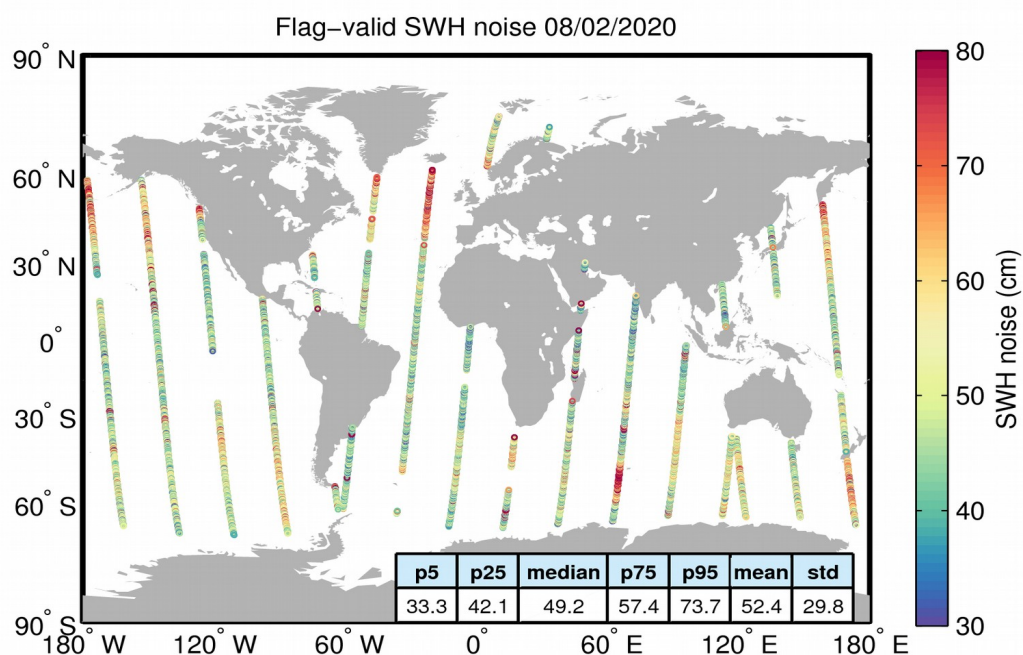 Flag−valid SWH noise 08/02/2020
90° N
60° N
30° N
0°
30° S
60° S
90° S
180° W
120° W
60° W
0°
60° E
120° E
180° E
80
70
60
50
40
30
SWH noise (cm)
p5 p25 median p75 p95 mean std
33.3 42.1 49.2 57.4 73.7 52.4 29.8